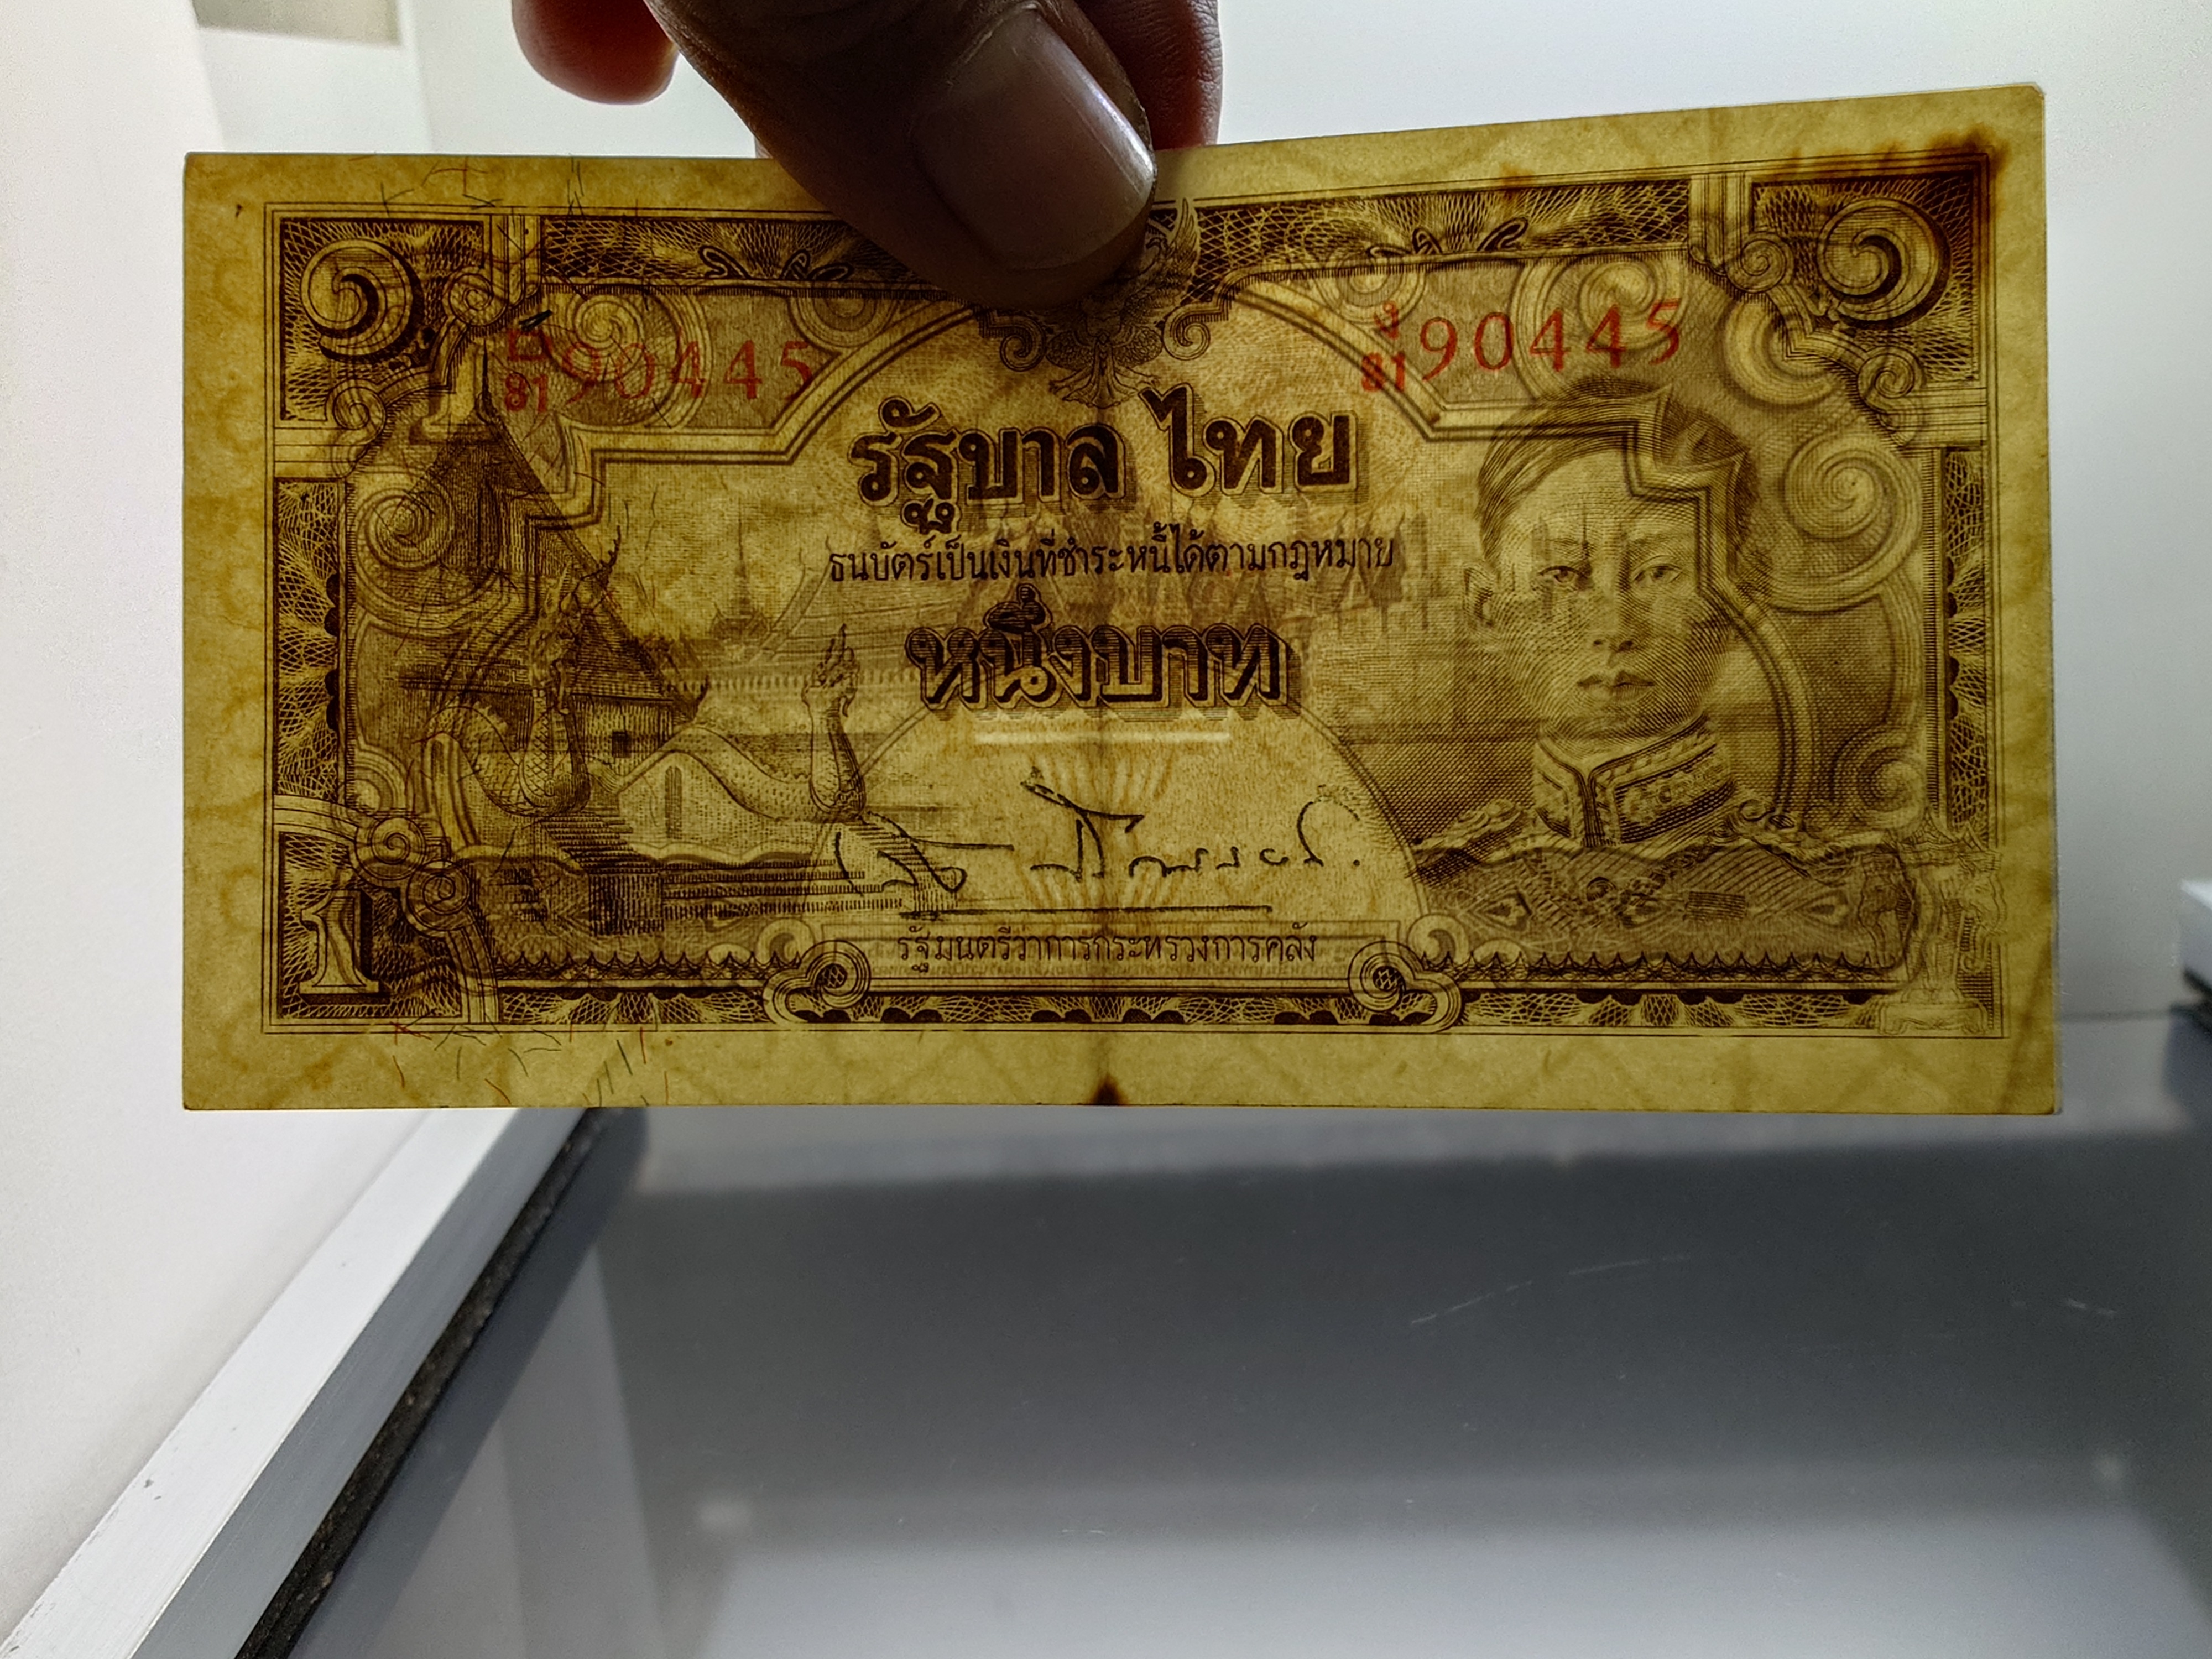 ๑ ๑
90445 90445
81 81
รัฐบาล ไทย
ธนบัตร์เป็นเงินที่ชำระหนี้ได้ตามกฎหมาย
หนึ่งบาท
รัฐมนตรีว่าการกระทรวงการคลัง
1